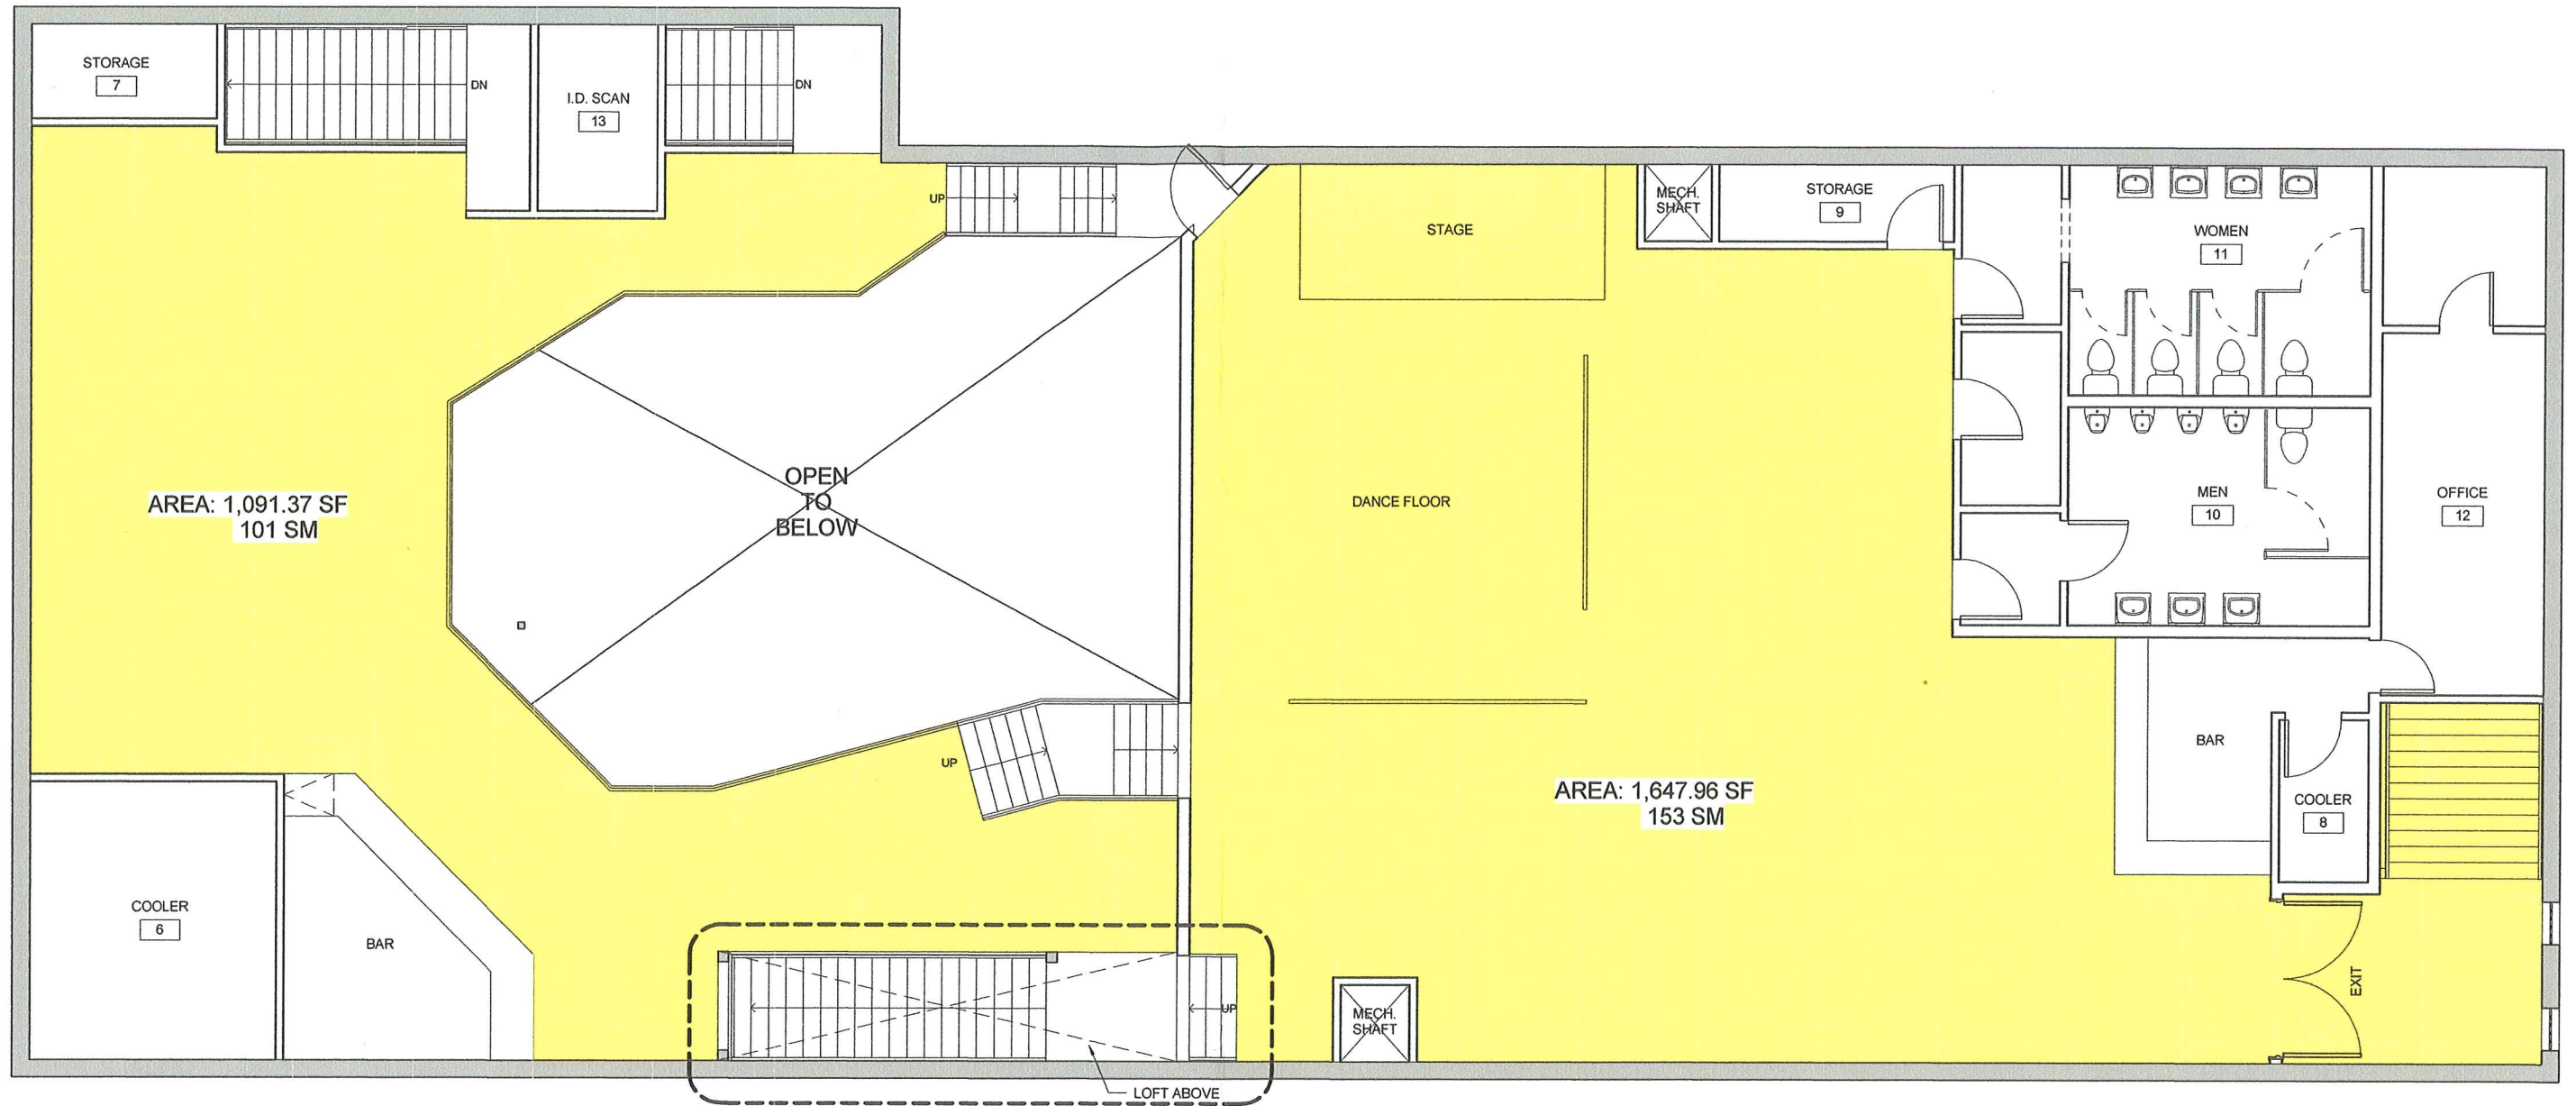 STORAGE
7
DN
I.D. SCAN
13
DN
UP
STAGE
MECH.
SHAFT
STORAGE
9
WOMEN
11
OPEN
TO
BELOW
AREA: 1,091.37 SF
101 SM
DANCE FLOOR
MEN
10
OFFICE
12
UP
AREA: 1,647.96 SF
153 SM
BAR
COOLER
8
COOLER
6
BAR
UP
MECH.
SHAFT
EXIT
LOFT ABOVE